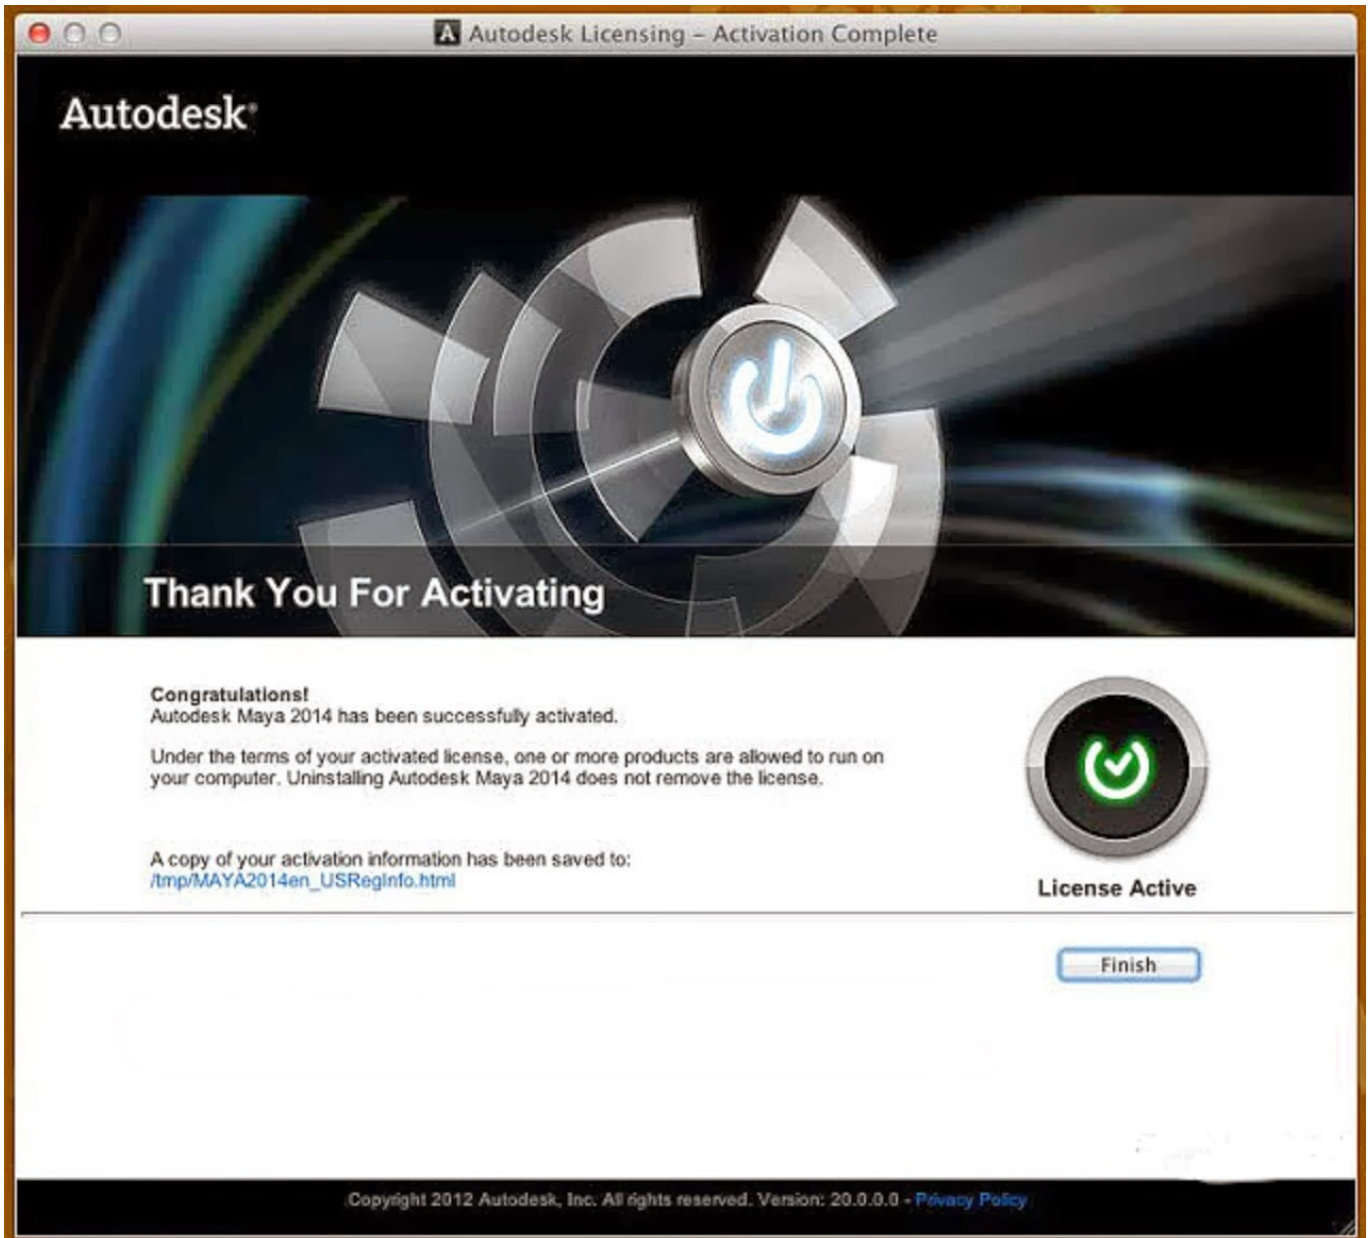 Autodesk Licensing – Activation Complete
Autodesk®
Thank You For Activating
Congratulations!
Autodesk Maya 2014 has been successfully activated.
Under the terms of your activated license, one or more products are allowed to run on
your computer. Uninstalling Autodesk Maya 2014 does not remove the license.
A copy of your activation information has been saved to:
/tmp/MAYA2014en_USRegInfo.html
License Active
Finish
Copyright 2012 Autodesk, Inc. All rights reserved. Version: 20.0.0.0 - Privacy Policy